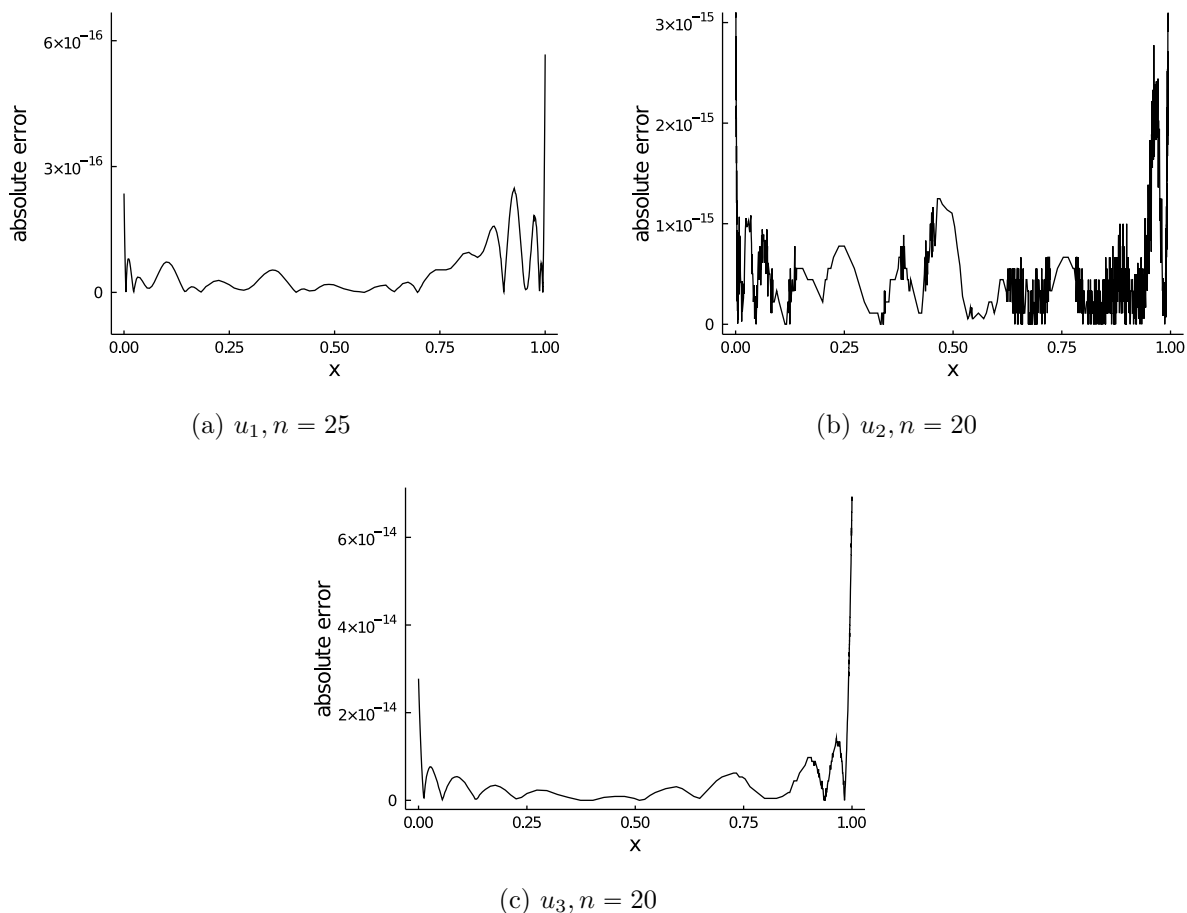 absolute error
6×10⁻¹⁶
3×10⁻¹⁶
0
0.00 0.25 0.50 0.75 1.00
x
(a) u₁, n = 25
absolute error
3×10⁻¹⁵
2×10⁻¹⁵
1×10⁻¹⁵
0
0.00 0.25 0.50 0.75 1.00
x
(b) u₂, n = 20
absolute error
6×10⁻¹⁴
4×10⁻¹⁴
2×10⁻¹⁴
0
0.00 0.25 0.50 0.75 1.00
x
(c) u₃, n = 20